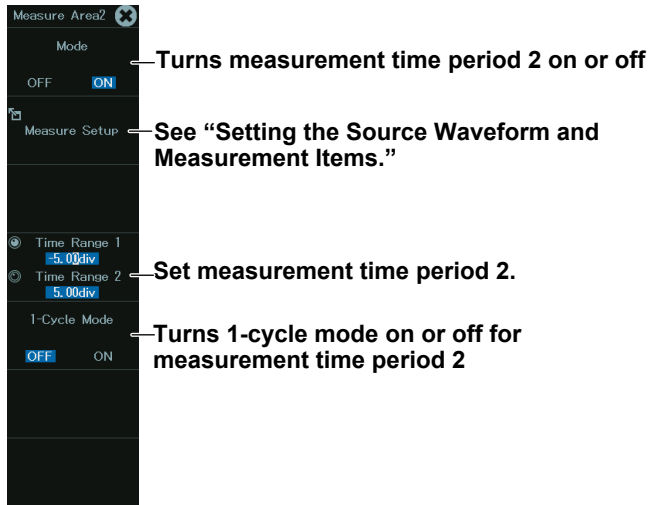 Measure Area2
Mode
Turns measurement time period 2 on or off
OFF ON
Measure Setup
See “Setting the Source Waveform and
Measurement Items.”
Time Range 1
-5.00div
Time Range 2
Set measurement time period 2.
5.00div
1-Cycle Mode
Turns 1-cycle mode on or off for
measurement time period 2
OFF ON